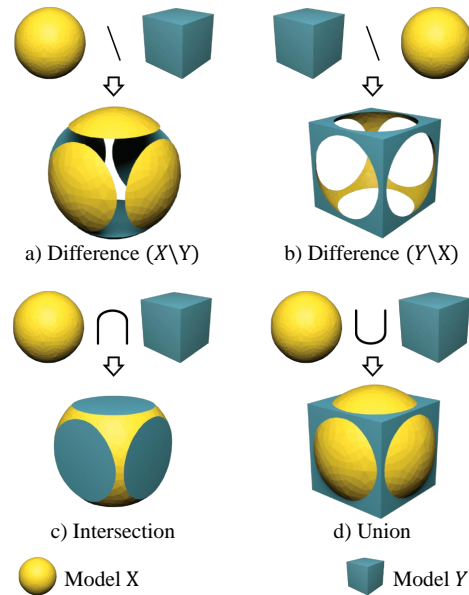 a) Difference (X\Y)
b) Difference (Y\X)
c) Intersection
d) Union
Model X
Model Y